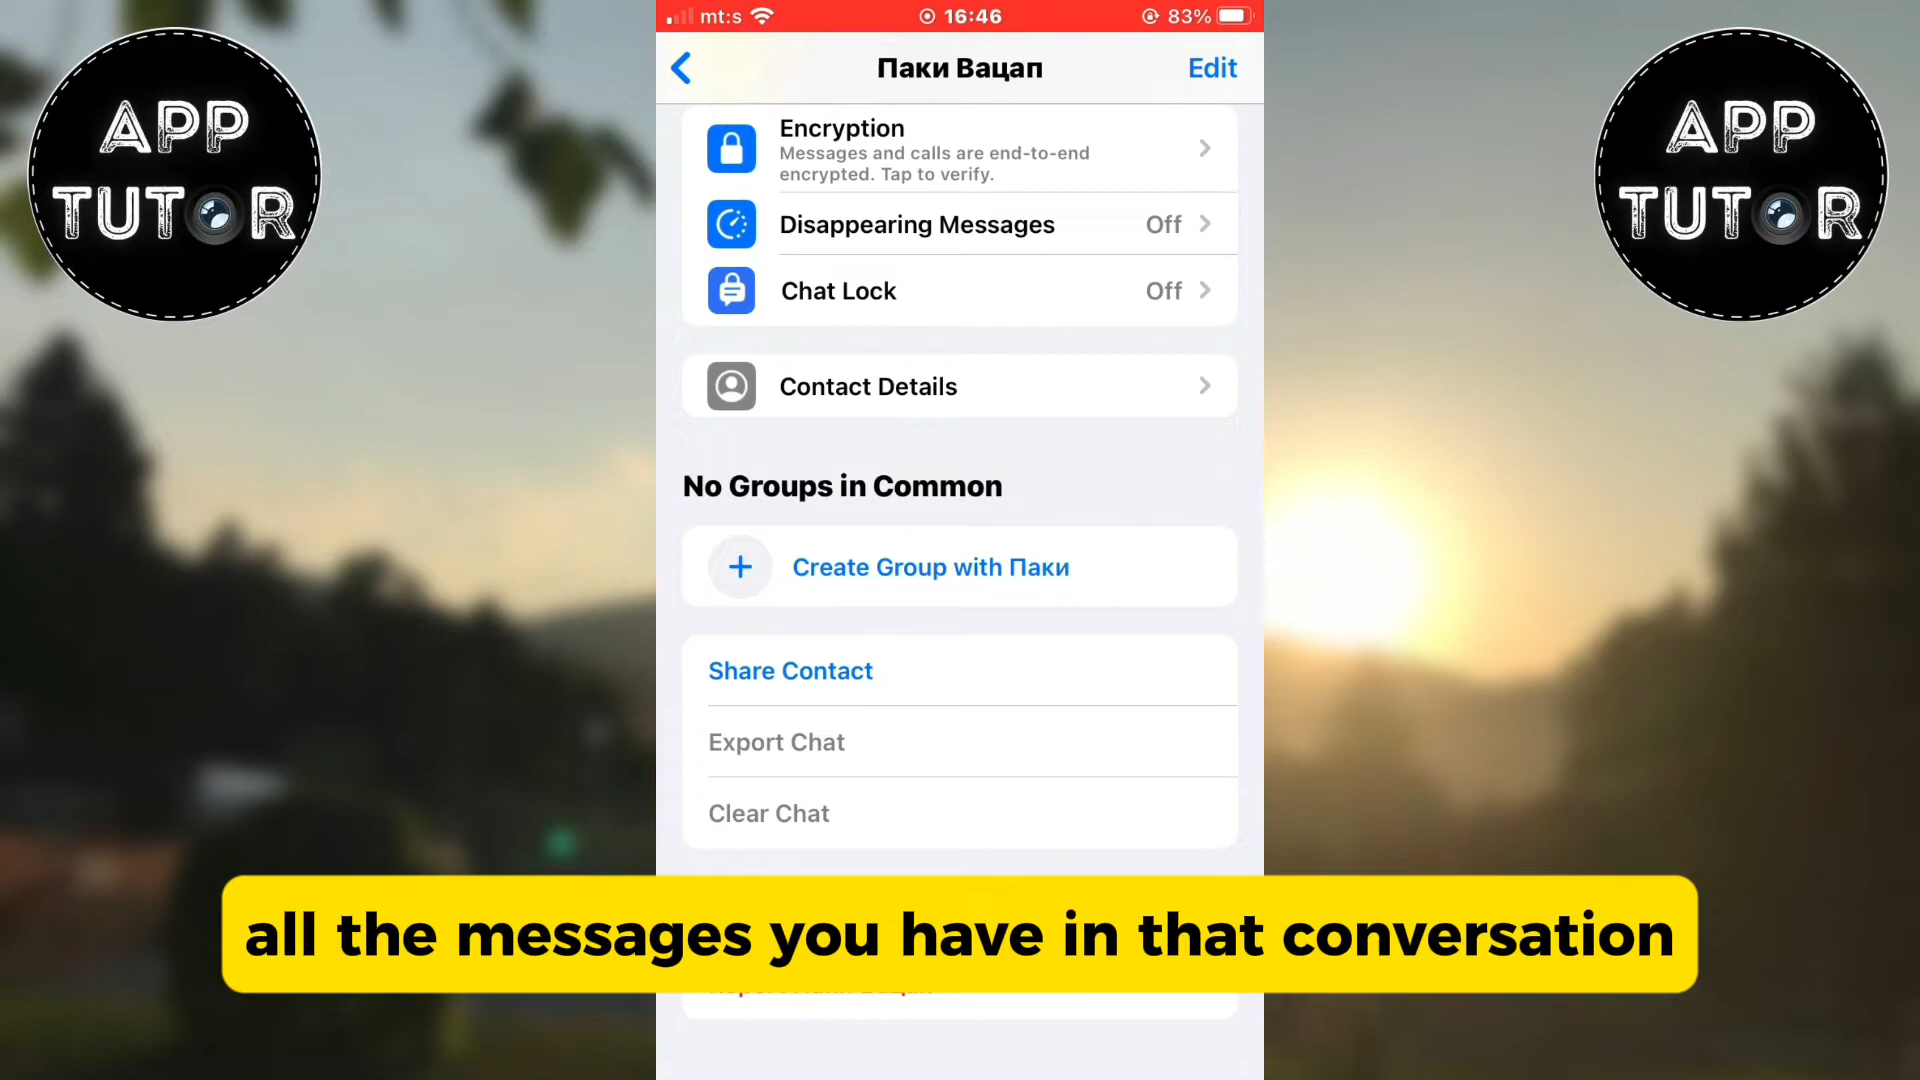 APP
TUTOR
mt:s
16:46
83%
Паки Вацап
Edit
APP
TUTOR
Encryption
Messages and calls are end-to-end
encrypted. Tap to verify.
Disappearing Messages
Off
Chat Lock
Off
Contact Details
No Groups in Common
Create Group with Паки
Share Contact
Export Chat
Clear Chat
all the messages you have in that conversation